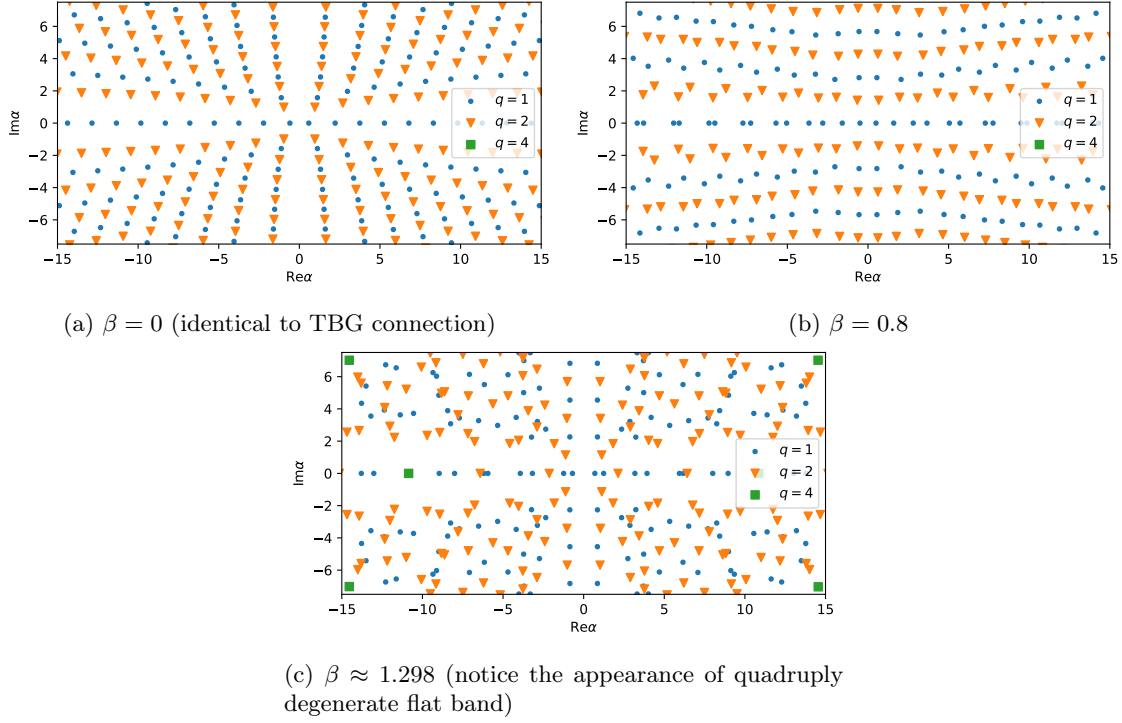 6
4
2
0
−2
−4
−6
Imα
q = 1
q = 2
q = 4
−15 −10 −5 0 5 10 15
Reα
(a) β = 0 (identical to TBG connection)
6
4
2
0
−2
−4
−6
Imα
q = 1
q = 2
q = 4
−15 −10 −5 0 5 10 15
Reα
(b) β = 0.8
6
4
2
0
−2
−4
−6
Imα
q = 1
q = 2
q = 4
−15 −10 −5 0 5 10 15
Reα
(c) β ≈ 1.298 (notice the appearance of quadruply
degenerate flat band)